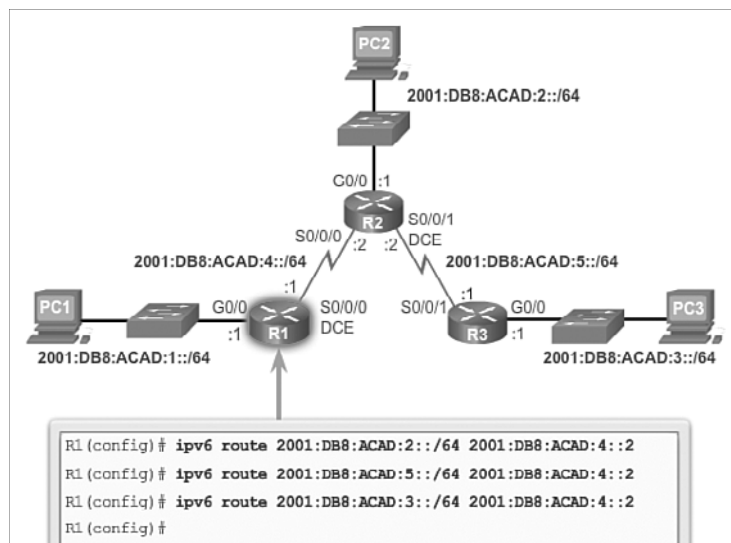 PC2
2001:DB8:ACAD:2::/64
G0/0 :1
R2
S0/0/0 :2
:2 S0/0/1
DCE
2001:DB8:ACAD:4::/64
2001:DB8:ACAD:5::/64
:1
:1
PC1
G0/0
:1
R1
S0/0/0
DCE
S0/0/1
R3
G0/0
:1
PC3
2001:DB8:ACAD:1::/64
2001:DB8:ACAD:3::/64
R1(config)# ipv6 route 2001:DB8:ACAD:2::/64 2001:DB8:ACAD:4::2
R1(config)# ipv6 route 2001:DB8:ACAD:5::/64 2001:DB8:ACAD:4::2
R1(config)# ipv6 route 2001:DB8:ACAD:3::/64 2001:DB8:ACAD:4::2
R1(config)#